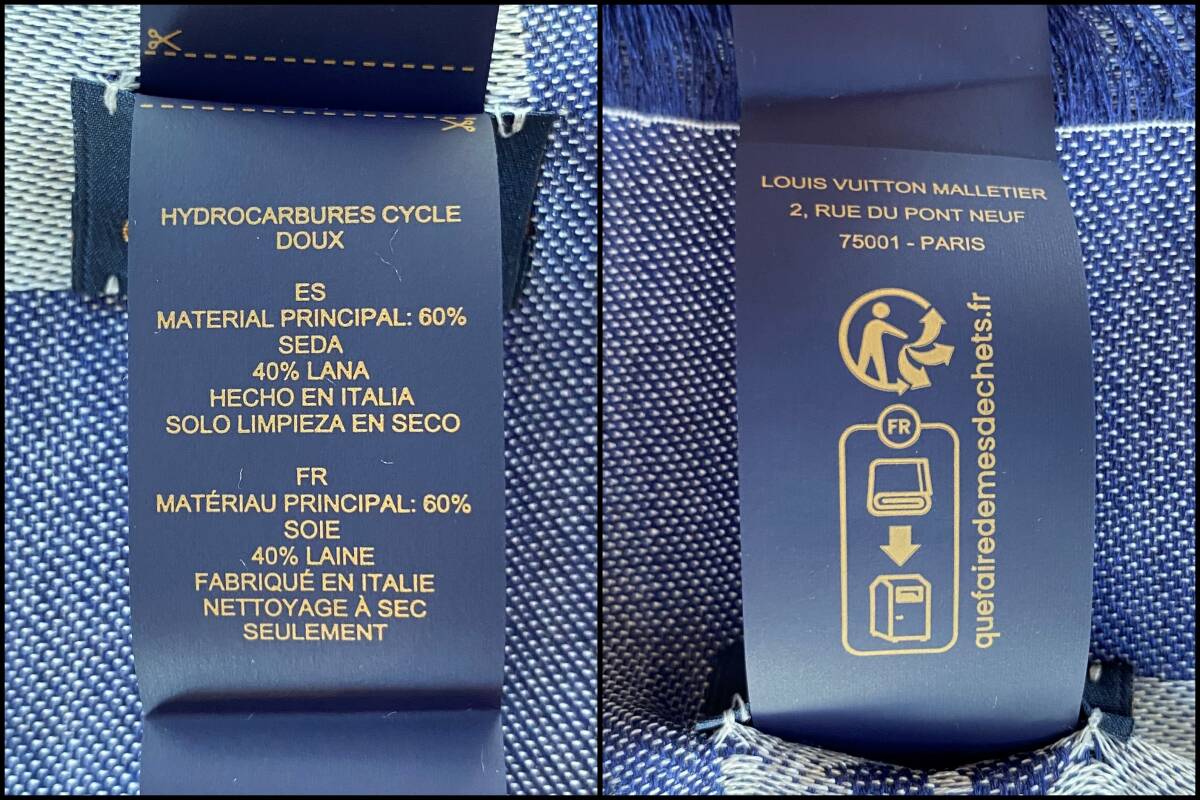 HYDROCARBURES CYCLE
DOUX
ES
MATERIAL PRINCIPAL: 60%
SEDA
40% LANA
HECHO EN ITALIA
SOLO LIMPIEZA EN SECO
FR
MATÉRIAU PRINCIPAL: 60%
SOIE
40% LAINE
FABRIQUÉ EN ITALIE
NETTOYAGE À SEC
SEULEMENT
LOUIS VUITTON MALLETIER
2, RUE DU PONT NEUF
75001 - PARIS
FR
quefairedemesdechets.fr